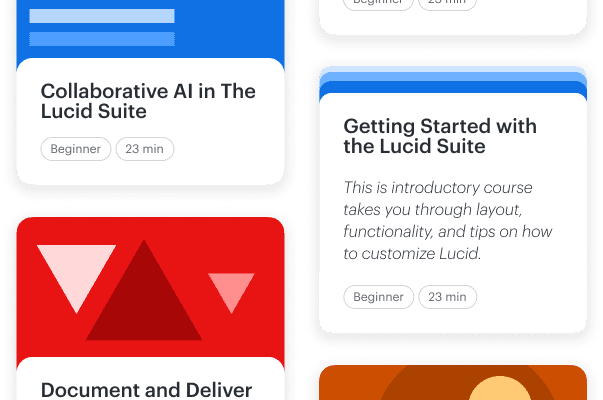 Collaborative AI in The
Lucid Suite
Beginner
23 min
Document and Deliver
Beginner
23 min
Getting Started with
the Lucid Suite
This is introductory course
takes you through layout,
functionality, and tips on how
to customize Lucid.
Beginner
23 min